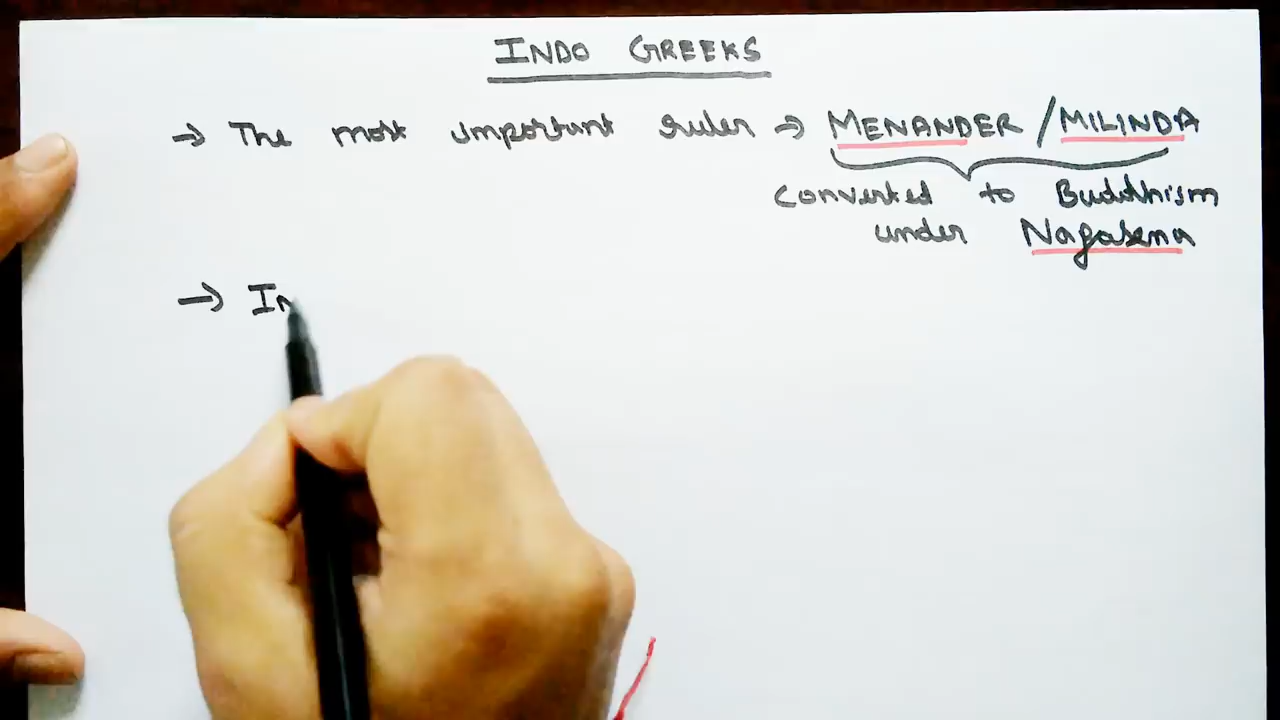 INDO GREEKS
→ The most important ruler → MENANDER / MILINDA
Converted to Buddhism
under Nagasena
→ In